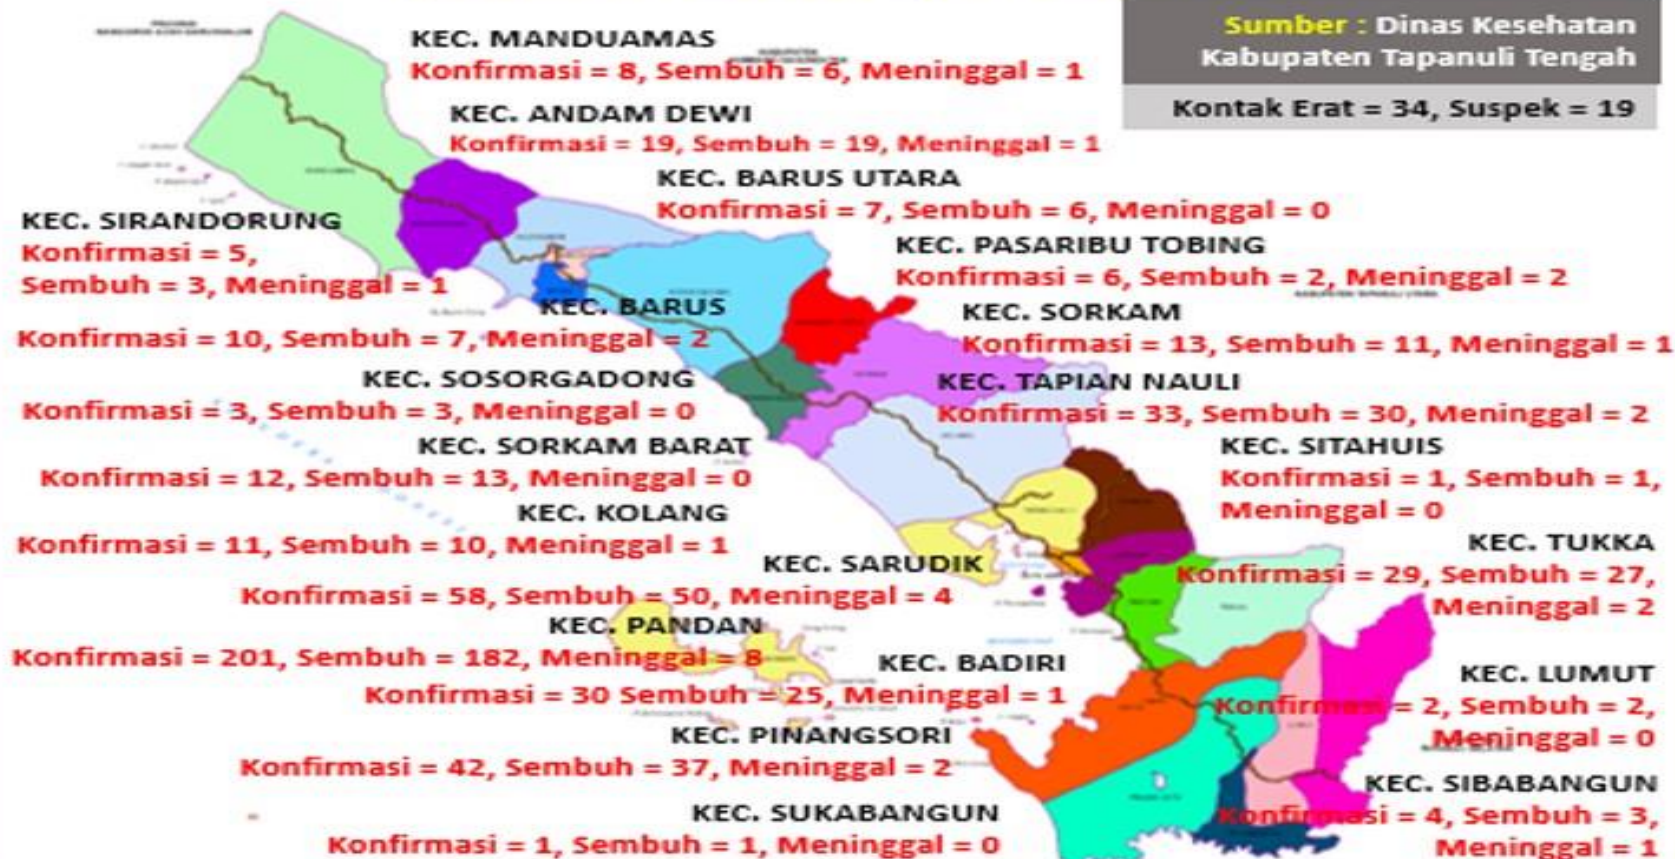 Sumber : Dinas Kesehatan
Kabupaten Tapanuli Tengah
Kontak Erat = 34, Suspek = 19
KEC. MANDUAMAS
Konfirmasi = 8, Sembuh = 6, Meninggal = 1
KEC. ANDAM DEWI
Konfirmasi = 19, Sembuh = 19, Meninggal = 1
KEC. BARUS UTARA
Konfirmasi = 7, Sembuh = 6, Meninggal = 0
KEC. SIRANDORUNG
Konfirmasi = 5,
Sembuh = 3, Meninggal = 1
KEC. PASARIBU TOBING
Konfirmasi = 6, Sembuh = 2, Meninggal = 2
KEC. BARUS
Konfirmasi = 10, Sembuh = 7, Meninggal = 2
KEC. SORKAM
Konfirmasi = 13, Sembuh = 11, Meninggal = 1
KEC. SOSORGADONG
Konfirmasi = 3, Sembuh = 3, Meninggal = 0
KEC. TAPIAN NAULI
Konfirmasi = 33, Sembuh = 30, Meninggal = 2
KEC. SORKAM BARAT
Konfirmasi = 12, Sembuh = 13, Meninggal = 0
KEC. SITAHUIS
Konfirmasi = 1, Sembuh = 1,
Meninggal = 0
KEC. KOLANG
Konfirmasi = 11, Sembuh = 10, Meninggal = 1
KEC. TUKKA
Konfirmasi = 29, Sembuh = 27,
Meninggal = 2
KEC. SARUDIK
Konfirmasi = 58, Sembuh = 50, Meninggal = 4
KEC. PANDAN
Konfirmasi = 201, Sembuh = 182, Meninggal = 8
KEC. BADIRI
Konfirmasi = 30 Sembuh = 25, Meninggal = 1
KEC. LUMUT
Konfirmasi = 2, Sembuh = 2,
Meninggal = 0
KEC. PINANGSORI
Konfirmasi = 42, Sembuh = 37, Meninggal = 2
KEC. SIBABANGUN
Konfirmasi = 4, Sembuh = 3,
Meninggal = 1
KEC. SUKABANGUN
Konfirmasi = 1, Sembuh = 1, Meninggal = 0